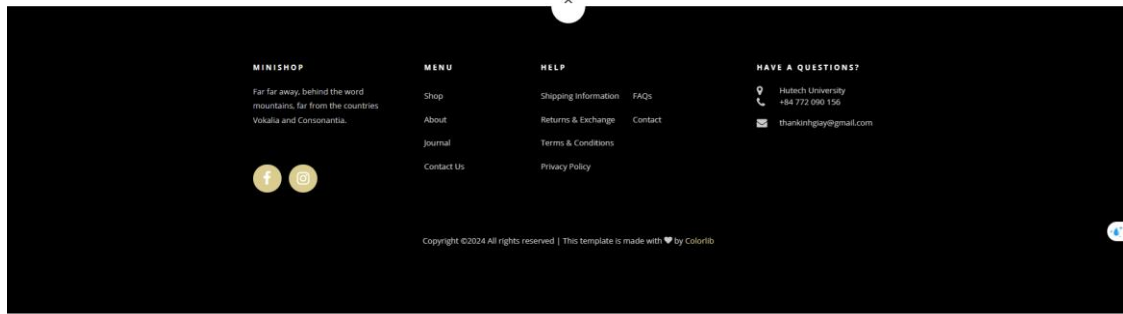 MINISHOP
Far far away, behind the word
mountains, far from the countries
Vokalia and Consonantia.
MENU
Shop
About
Journal
Contact Us
HELP
Shipping Information
Returns & Exchange
Terms & Conditions
Privacy Policy
FAQs
Contact
HAVE A QUESTIONS?
Hutech University
+84 772 090 156
thankinhgiay@gmail.com
Copyright ©2024 All rights reserved | This template is made with ♥ by Colorlib